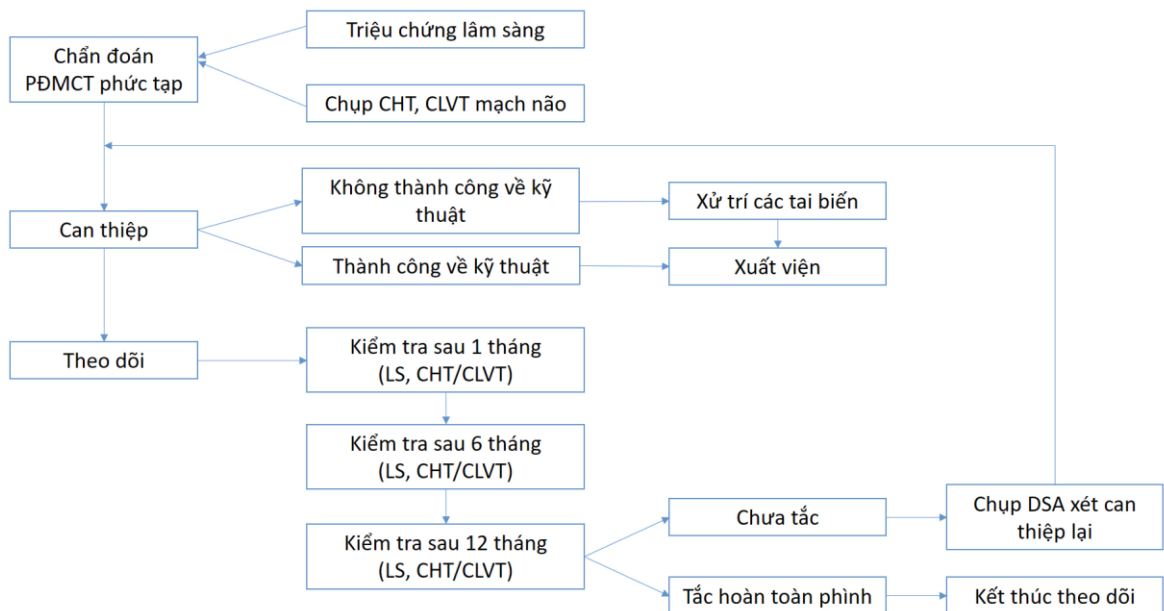 Triệu chứng lâm sàng
Chẩn đoán
PĐMCT phức tạp
Chụp CHT, CLVT mạch não
Không thành công về kỹ
thuật
Xử trí các tai biến
Can thiệp
Thành công về kỹ thuật
Xuất viện
Theo dõi
Kiểm tra sau 1 tháng
(LS, CHT/CLVT)
Kiểm tra sau 6 tháng
(LS, CHT/CLVT)
Kiểm tra sau 12 tháng
(LS, CHT/CLVT)
Chưa tắc
Chụp DSA xét can
thiệp lại
Tắc hoàn toàn phình
Kết thúc theo dõi